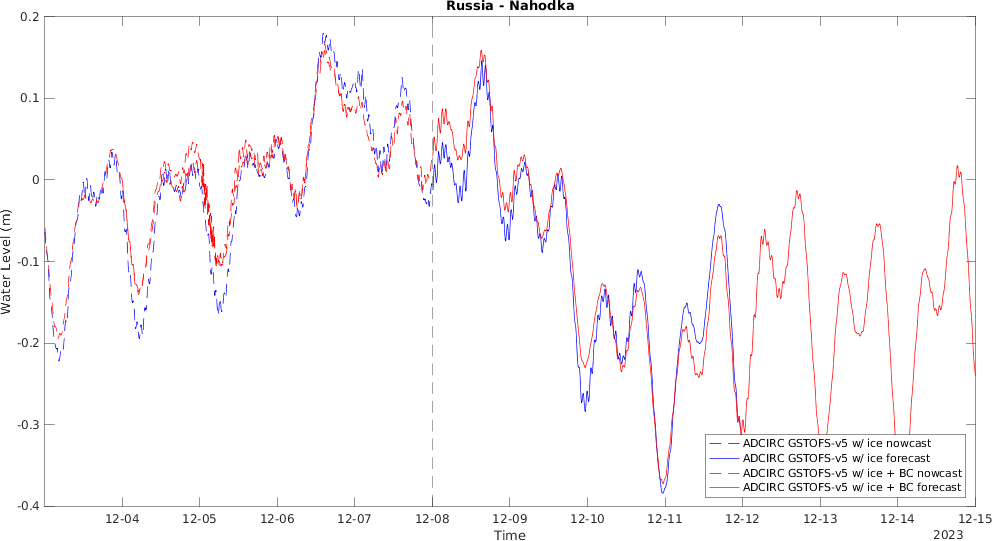 Russia - Nahodka
0.2
0.1
0
-0.1
-0.2
-0.3
-0.4
Water Level (m)
ADCIRC GSTOFS-v5 w/ ice nowcast
ADCIRC GSTOFS-v5 w/ ice forecast
ADCIRC GSTOFS-v5 w/ ice + BC nowcast
ADCIRC GSTOFS-v5 w/ ice + BC forecast
12-04 12-05 12-06 12-07 12-08 12-09 12-10 12-11 12-12 12-13 12-14 12-15
Time
2023